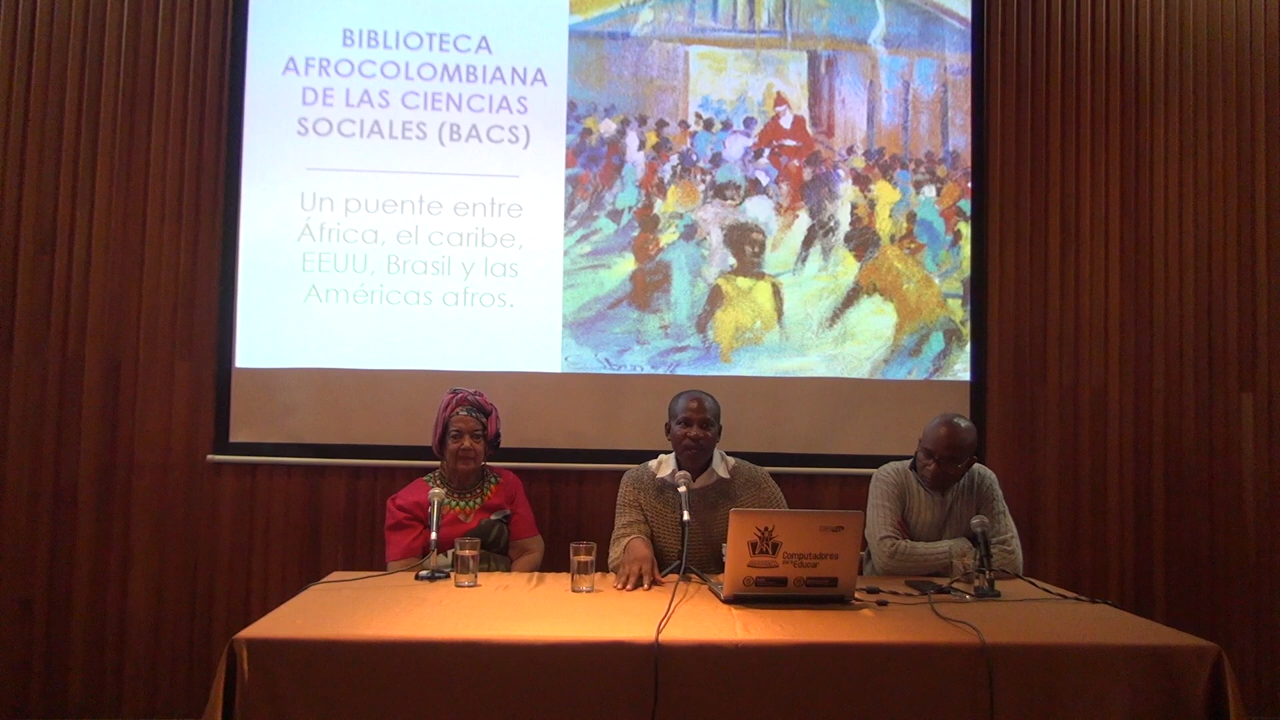 BIBLIOTECA
AFROCOLOMBIANA
DE LAS CIENCIAS
SOCIALES (BACS)
Un puente entre
África, el caribe,
EEUU, Brasil y las
Américas afros.
Computadores
para Educar